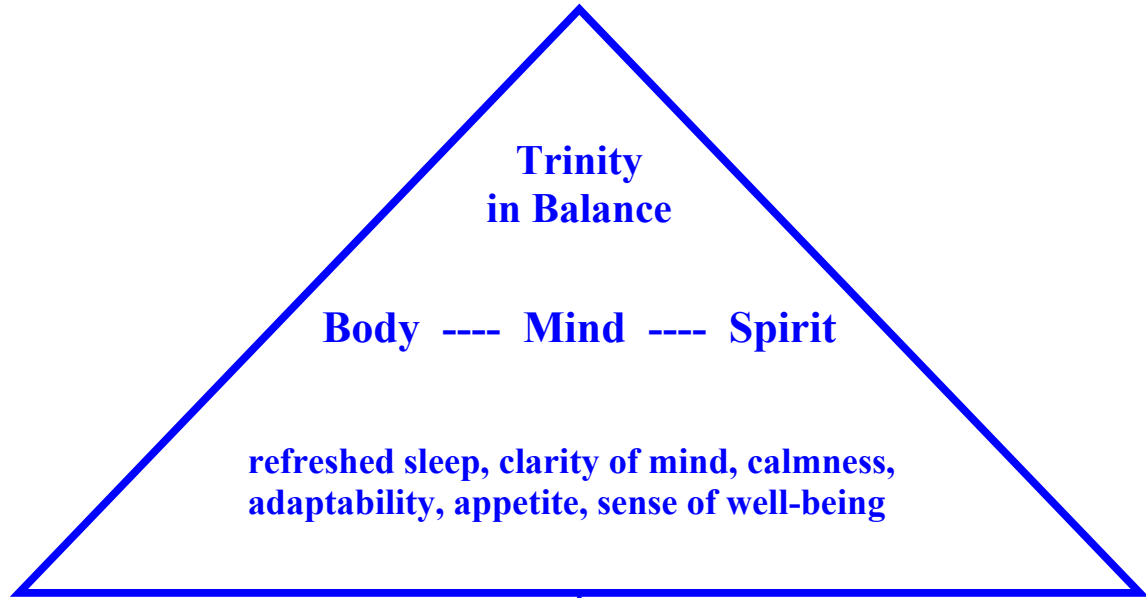 Trinity
in Balance
Body ---- Mind ---- Spirit
refreshed sleep, clarity of mind, calmness,
adaptability, appetite, sense of well-being